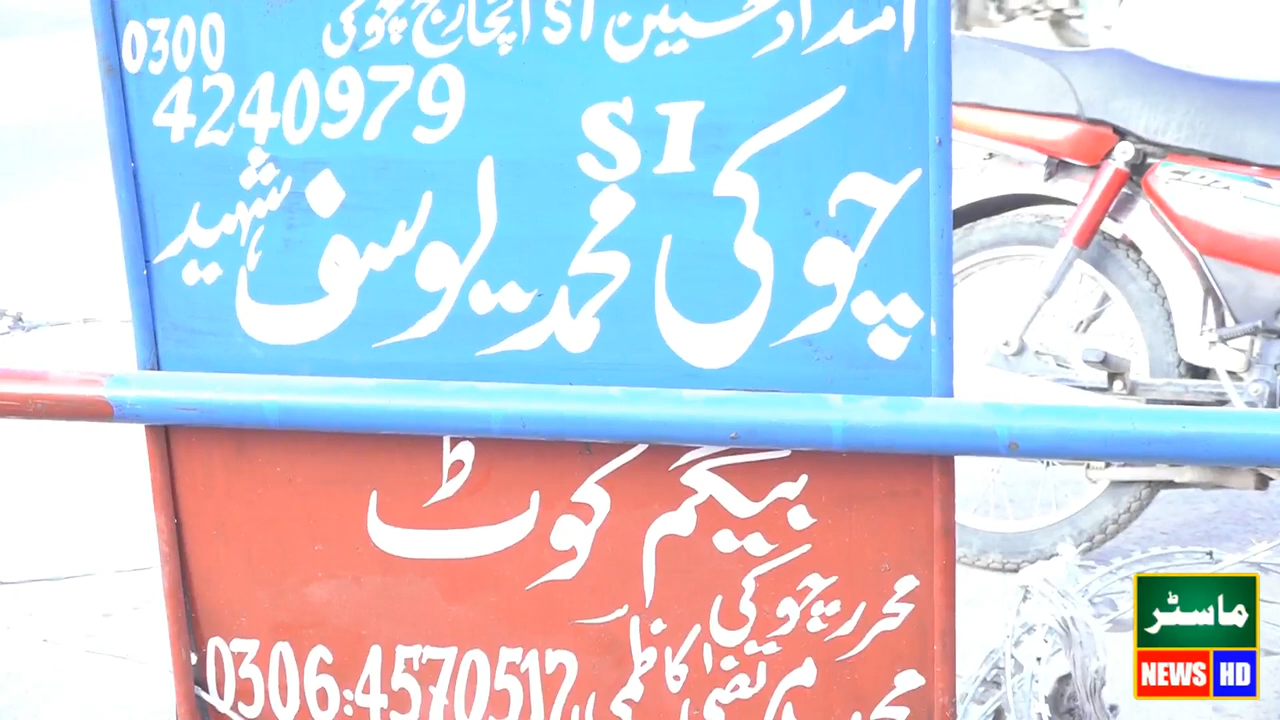 امداد حسین SI انچارج چوکی
0300
4240979
چوکی SI محمد یوسف شہید
بیگم کوٹ
محرر چوکی
محمد مرتضیٰ کاظمی 0306:4570517
ماسٹر
NEWS HD